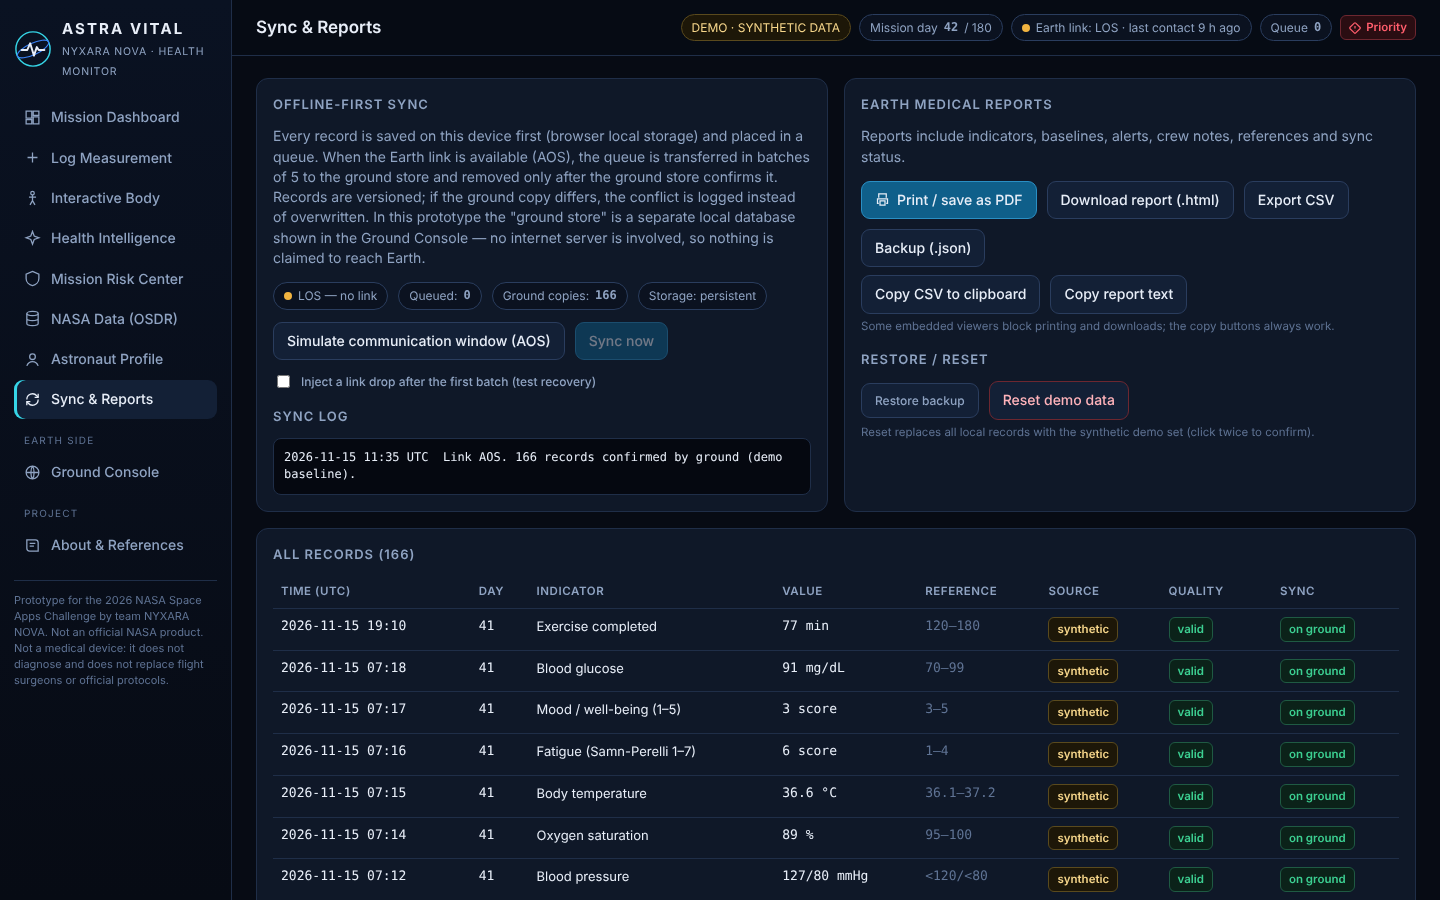 ASTRA VITAL
NYXARA NOVA · HEALTH
MONITOR
Mission Dashboard
Log Measurement
Interactive Body
Health Intelligence
Mission Risk Center
NASA Data (OSDR)
Astronaut Profile
Sync & Reports
EARTH SIDE
Ground Console
PROJECT
About & References
Prototype for the 2026 NASA Space
Apps Challenge by team NYXARA
NOVA. Not an official NASA product.
Not a medical device: it does not
diagnose and does not replace flight
surgeons or official protocols.
Sync & Reports
DEMO · SYNTHETIC DATA
Mission day 42 / 180
Earth link: LOS · last contact 9 h ago
Queue 0
Priority
OFFLINE-FIRST SYNC
Every record is saved on this device first (browser local storage) and placed in a
queue. When the Earth link is available (AOS), the queue is transferred in batches
of 5 to the ground store and removed only after the ground store confirms it.
Records are versioned; if the ground copy differs, the conflict is logged instead
of overwritten. In this prototype the "ground store" is a separate local database
shown in the Ground Console — no internet server is involved, so nothing is
claimed to reach Earth.
LOS — no link
Queued: 0
Ground copies: 166
Storage: persistent
Simulate communication window (AOS)
Sync now
Inject a link drop after the first batch (test recovery)
SYNC LOG
2026-11-15 11:35 UTC  Link AOS. 166 records confirmed by ground (demo
baseline).
EARTH MEDICAL REPORTS
Reports include indicators, baselines, alerts, crew notes, references and sync
status.
Print / save as PDF
Download report (.html)
Export CSV
Backup (.json)
Copy CSV to clipboard
Copy report text
Some embedded viewers block printing and downloads; the copy buttons always work.
RESTORE / RESET
Restore backup
Reset demo data
Reset replaces all local records with the synthetic demo set (click twice to confirm).
ALL RECORDS (166)
TIME (UTC) DAY INDICATOR VALUE REFERENCE SOURCE QUALITY SYNC
2026-11-15 19:10 41 Exercise completed 77 min 120–180 synthetic valid on ground
2026-11-15 07:18 41 Blood glucose 91 mg/dL 70–99 synthetic valid on ground
2026-11-15 07:17 41 Mood / well-being (1–5) 3 score 3–5 synthetic valid on ground
2026-11-15 07:16 41 Fatigue (Samn-Perelli 1–7) 6 score 1–4 synthetic valid on ground
2026-11-15 07:15 41 Body temperature 36.6 °C 36.1–37.2 synthetic valid on ground
2026-11-15 07:14 41 Oxygen saturation 89 % 95–100 synthetic valid on ground
2026-11-15 07:12 41 Blood pressure 127/80 mmHg <120/<80 synthetic valid on ground